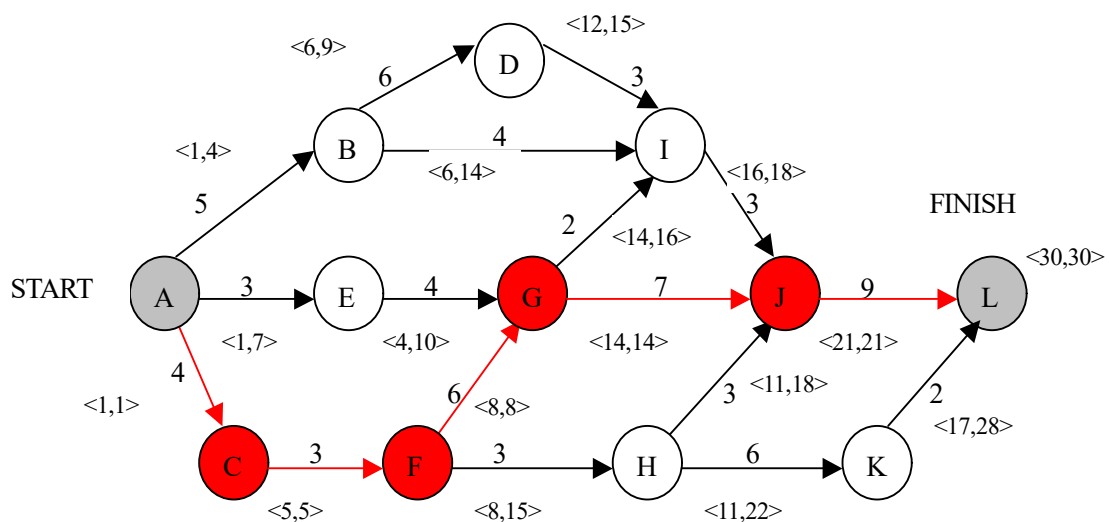 <12,15>
<6,9>
D
6
3
B
4
I
<1,4>
<6,14>
<16,18>
5
2
3
FINISH
<14,16>
<30,30>
START
A
3
E
4
G
7
J
9
L
<1,7>
<4,10>
<14,14>
<21,21>
4
<11,18>
6
3
2
<1,1>
<8,8>
<17,28>
C
3
F
3
H
6
K
<5,5>
<8,15>
<11,22>